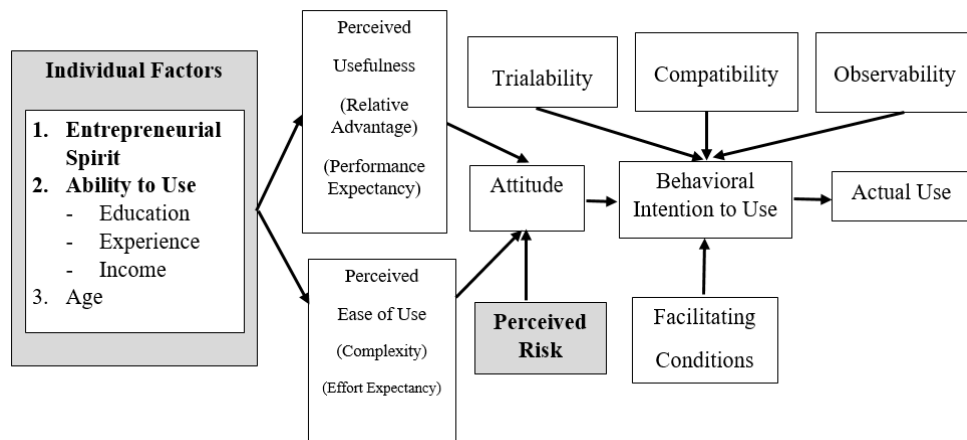 Individual Factors
1. Entrepreneurial
Spirit
2. Ability to Use
- Education
- Experience
- Income
3. Age
Perceived
Usefulness
(Relative
Advantage)
(Performance
Expectancy)
Perceived
Ease of Use
(Complexity)
(Effort Expectancy)
Trialability
Compatibility
Observability
Attitude
Behavioral
Intention to Use
Actual Use
Perceived
Risk
Facilitating
Conditions